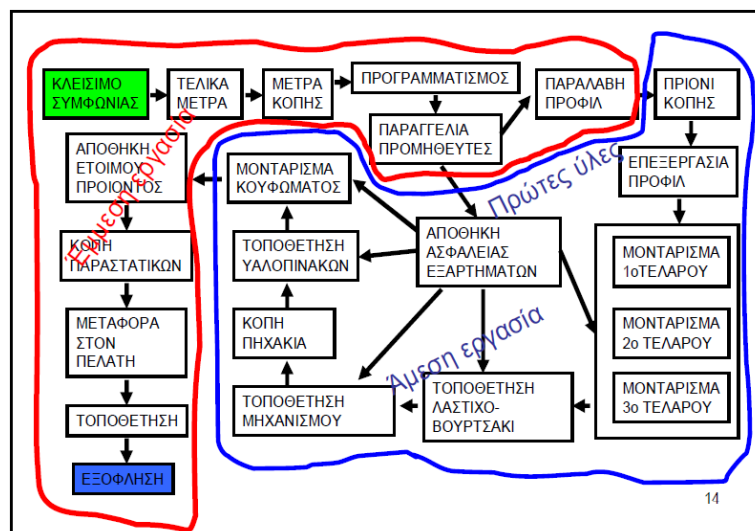 ΚΛΕΙΣΙΜΟ
ΣΥΜΦΩΝΙΑΣ
ΤΕΛΙΚΑ
ΜΕΤΡΑ
ΜΕΤΡΑ
ΚΟΠΗΣ
ΠΡΟΓΡΑΜΜΑΤΙΣΜΟΣ
ΠΑΡΑΓΓΕΛΙΑ
ΠΡΟΜΗΘΕΥΤΕΣ
ΠΑΡΑΛΑΒΗ
ΠΡΟΦΙΛ
ΠΡΙΟΝΙ
ΚΟΠΗΣ
ΕΠΕΞΕΡΓΑΣΙΑ
ΠΡΟΦΙΛ
ΜΟΝΤΑΡΙΣΜΑ
1οΤΕΛΑΡΟΥ
ΜΟΝΤΑΡΙΣΜΑ
2ο ΤΕΛΑΡΟΥ
ΜΟΝΤΑΡΙΣΜΑ
3ο ΤΕΛΑΡΟΥ
Πρώτες ύλες
ΑΠΟΘΗΚΗ
ΑΣΦΑΛΕΙΑΣ
ΕΞΑΡΤΗΜΑΤΩΝ
Άμεση εργασία
ΤΟΠΟΘΕΤΗΣΗ
ΛΑΣΤΙΧΟ-
ΒΟΥΡΤΣΑΚΙ
ΤΟΠΟΘΕΤΗΣΗ
ΜΗΧΑΝΙΣΜΟΥ
ΚΟΠΗ
ΠΗΧΑΚΙΑ
ΤΟΠΟΘΕΤΗΣΗ
ΥΑΛΟΠΙΝΑΚΩΝ
ΜΟΝΤΑΡΙΣΜΑ
ΚΟΥΦΩΜΑΤΟΣ
ΑΠΟΘΗΚΗ
ΕΤΟΙΜΟΥ
ΠΡΟΙΟΝΤΟΣ
Έμμεση εργασία
ΚΟΠΗ
ΠΑΡΑΣΤΑΤΙΚΩΝ
ΜΕΤΑΦΟΡΑ
ΣΤΟΝ
ΠΕΛΑΤΗ
ΤΟΠΟΘΕΤΗΣΗ
ΕΞΟΦΛΗΣΗ
14